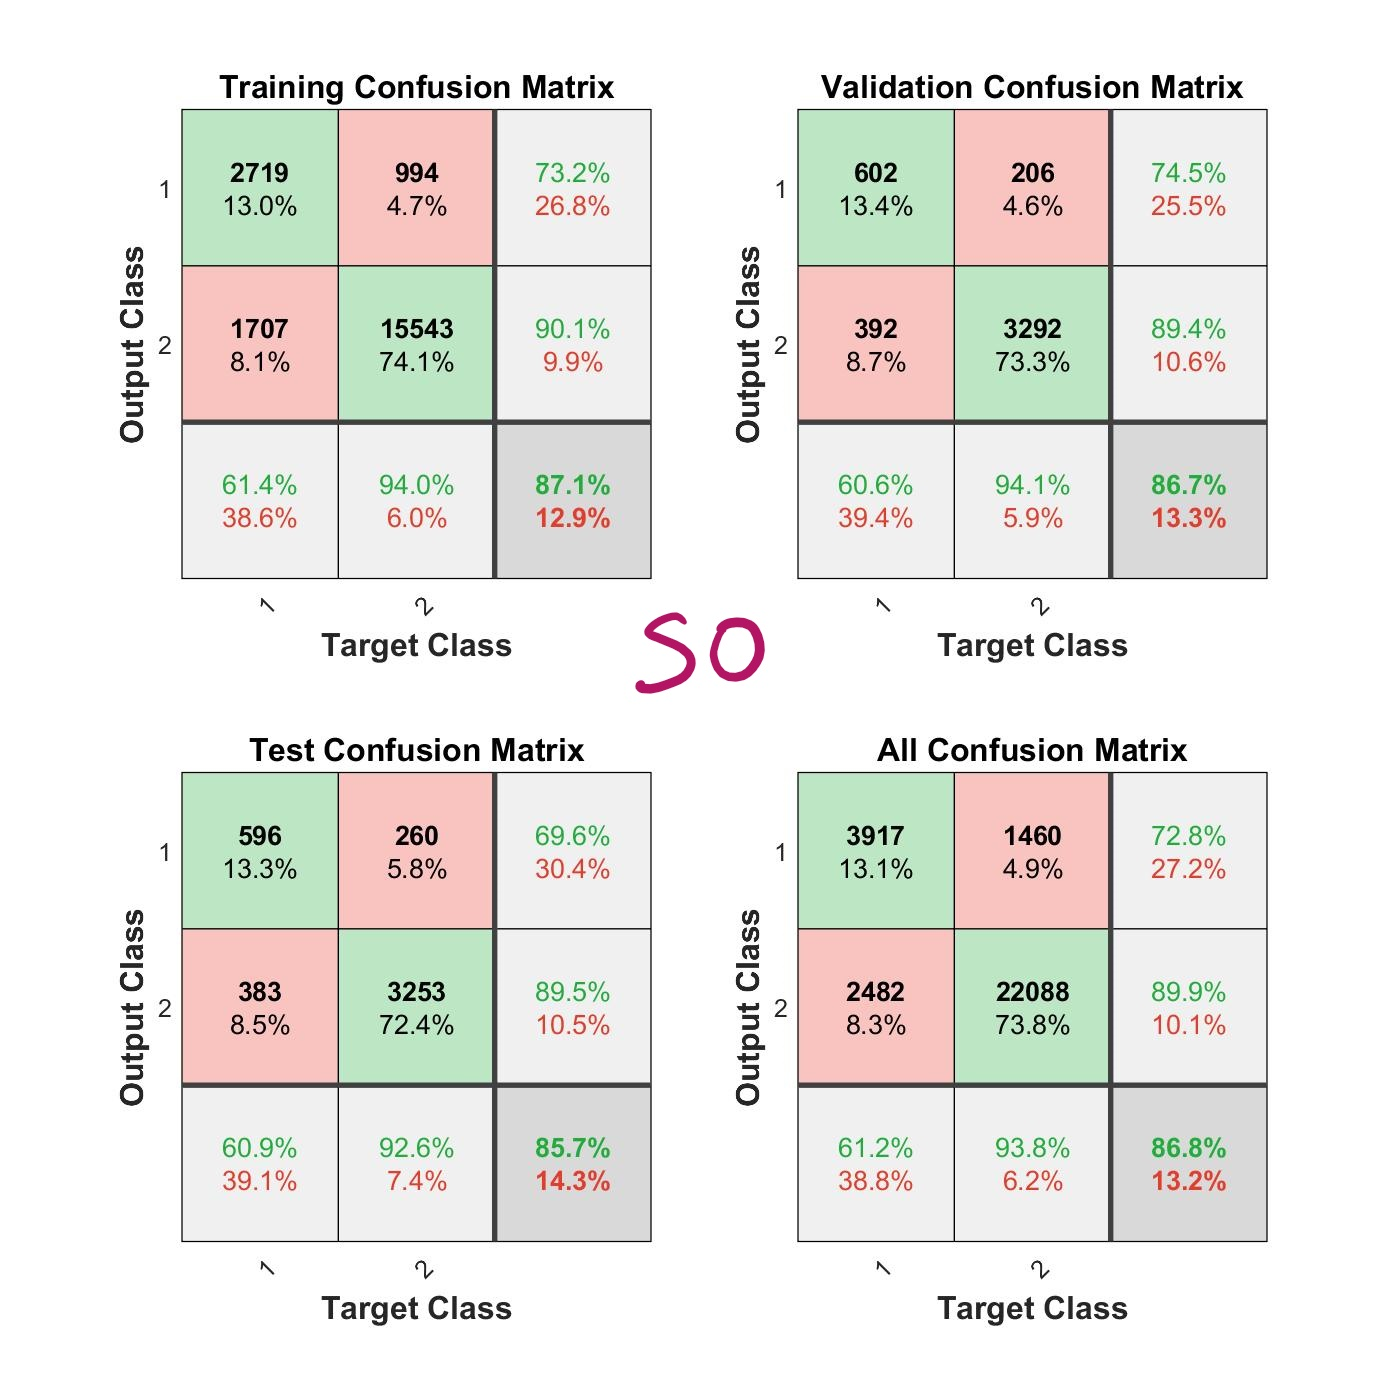 Training Confusion Matrix
2719 994 73.2%
1 13.0% 4.7% 26.8%
1707 15543 90.1%
2 8.1% 74.1% 9.9%
61.4% 94.0% 87.1%
38.6% 6.0% 12.9%
1 2
Output Class
Target Class
Validation Confusion Matrix
602 206 74.5%
1 13.4% 4.6% 25.5%
392 3292 89.4%
2 8.7% 73.3% 10.6%
60.6% 94.1% 86.7%
39.4% 5.9% 13.3%
1 2
Output Class
Target Class
SO
Test Confusion Matrix
596 260 69.6%
1 13.3% 5.8% 30.4%
383 3253 89.5%
2 8.5% 72.4% 10.5%
60.9% 92.6% 85.7%
39.1% 7.4% 14.3%
1 2
Output Class
Target Class
All Confusion Matrix
3917 1460 72.8%
1 13.1% 4.9% 27.2%
2482 22088 89.9%
2 8.3% 73.8% 10.1%
61.2% 93.8% 86.8%
38.8% 6.2% 13.2%
1 2
Output Class
Target Class